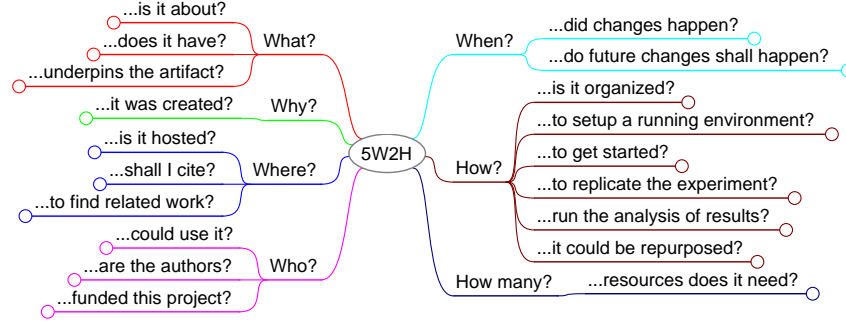 5W2H
What?
...is it about?
...does it have?
...underpins the artifact?
Why?
...it was created?
Where?
...is it hosted?
...shall I cite?
...to find related work?
Who?
...could use it?
...are the authors?
...funded this project?
When?
...did changes happen?
...do future changes shall happen?
How?
...is it organized?
...to setup a running environment?
...to get started?
...to replicate the experiment?
...run the analysis of results?
...it could be repurposed?
How many?
...resources does it need?